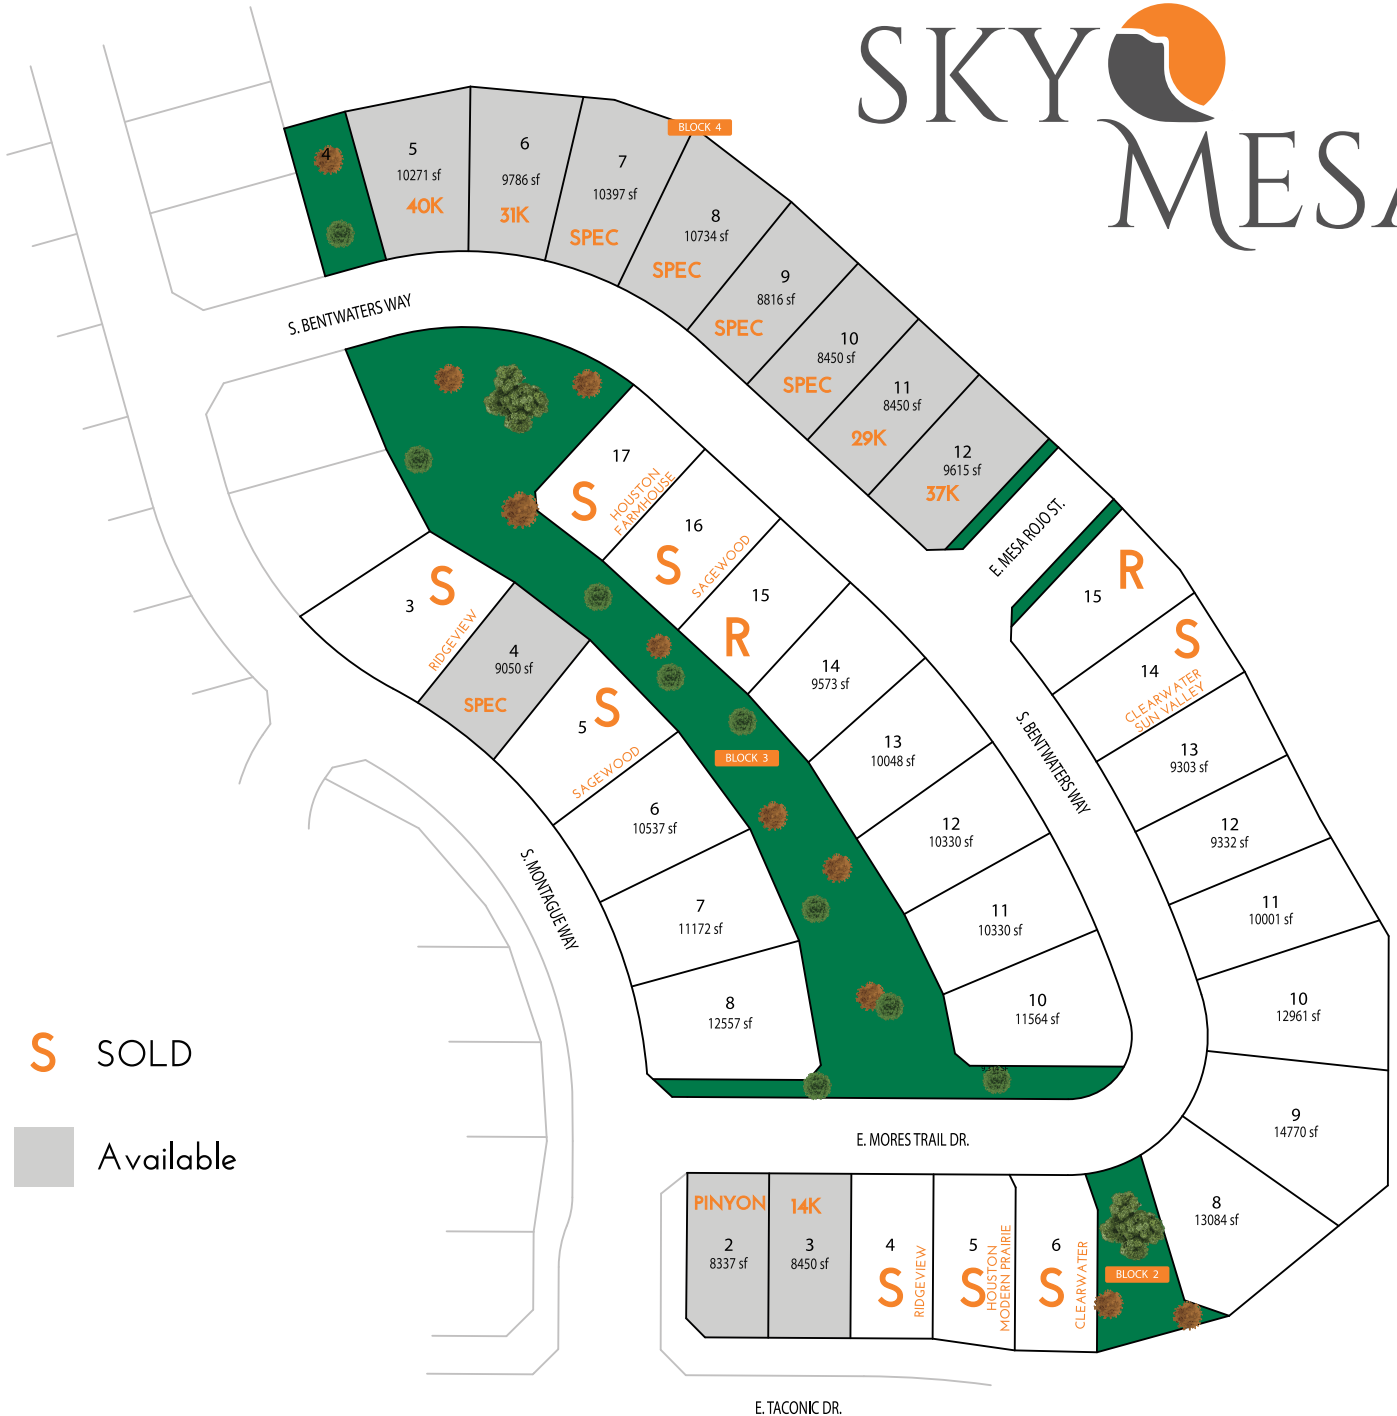 SKY
MESA
BLOCK 4
4
5
10271 sf
40K
6
9786 sf
31K
7
10397 sf
SPEC
8
10734 sf
SPEC
9
8816 sf
SPEC
10
8450 sf
SPEC
11
8450 sf
29K
12
9615 sf
37K
S. BENTWATERS WAY
E. MESA ROJO ST.
17
S
HOUSTON
FARMHOUSE
16
S
SAGEWOOD
15
R
14
9573 sf
13
10048 sf
12
10330 sf
11
10330 sf
10
11564 sf
3
S
RIDGEVIEW
4
9050 sf
SPEC
5
S
SAGEWOOD
6
10537 sf
7
11172 sf
8
12557 sf
BLOCK 3
S. BENTWATERS WAY
S. MONTAGUE WAY
15
R
14
S
CLEARWATER
SUN VALLEY
13
9303 sf
12
9332 sf
11
10001 sf
10
12961 sf
9
14770 sf
8
13084 sf
E. MORES TRAIL DR.
PINYON
2
8337 sf
14K
3
8450 sf
4
S
RIDGEVIEW
5
S
HOUSTON
MODERN PRAIRIE
6
S
CLEARWATER
BLOCK 2
E. TACONIC DR.
S SOLD
Available